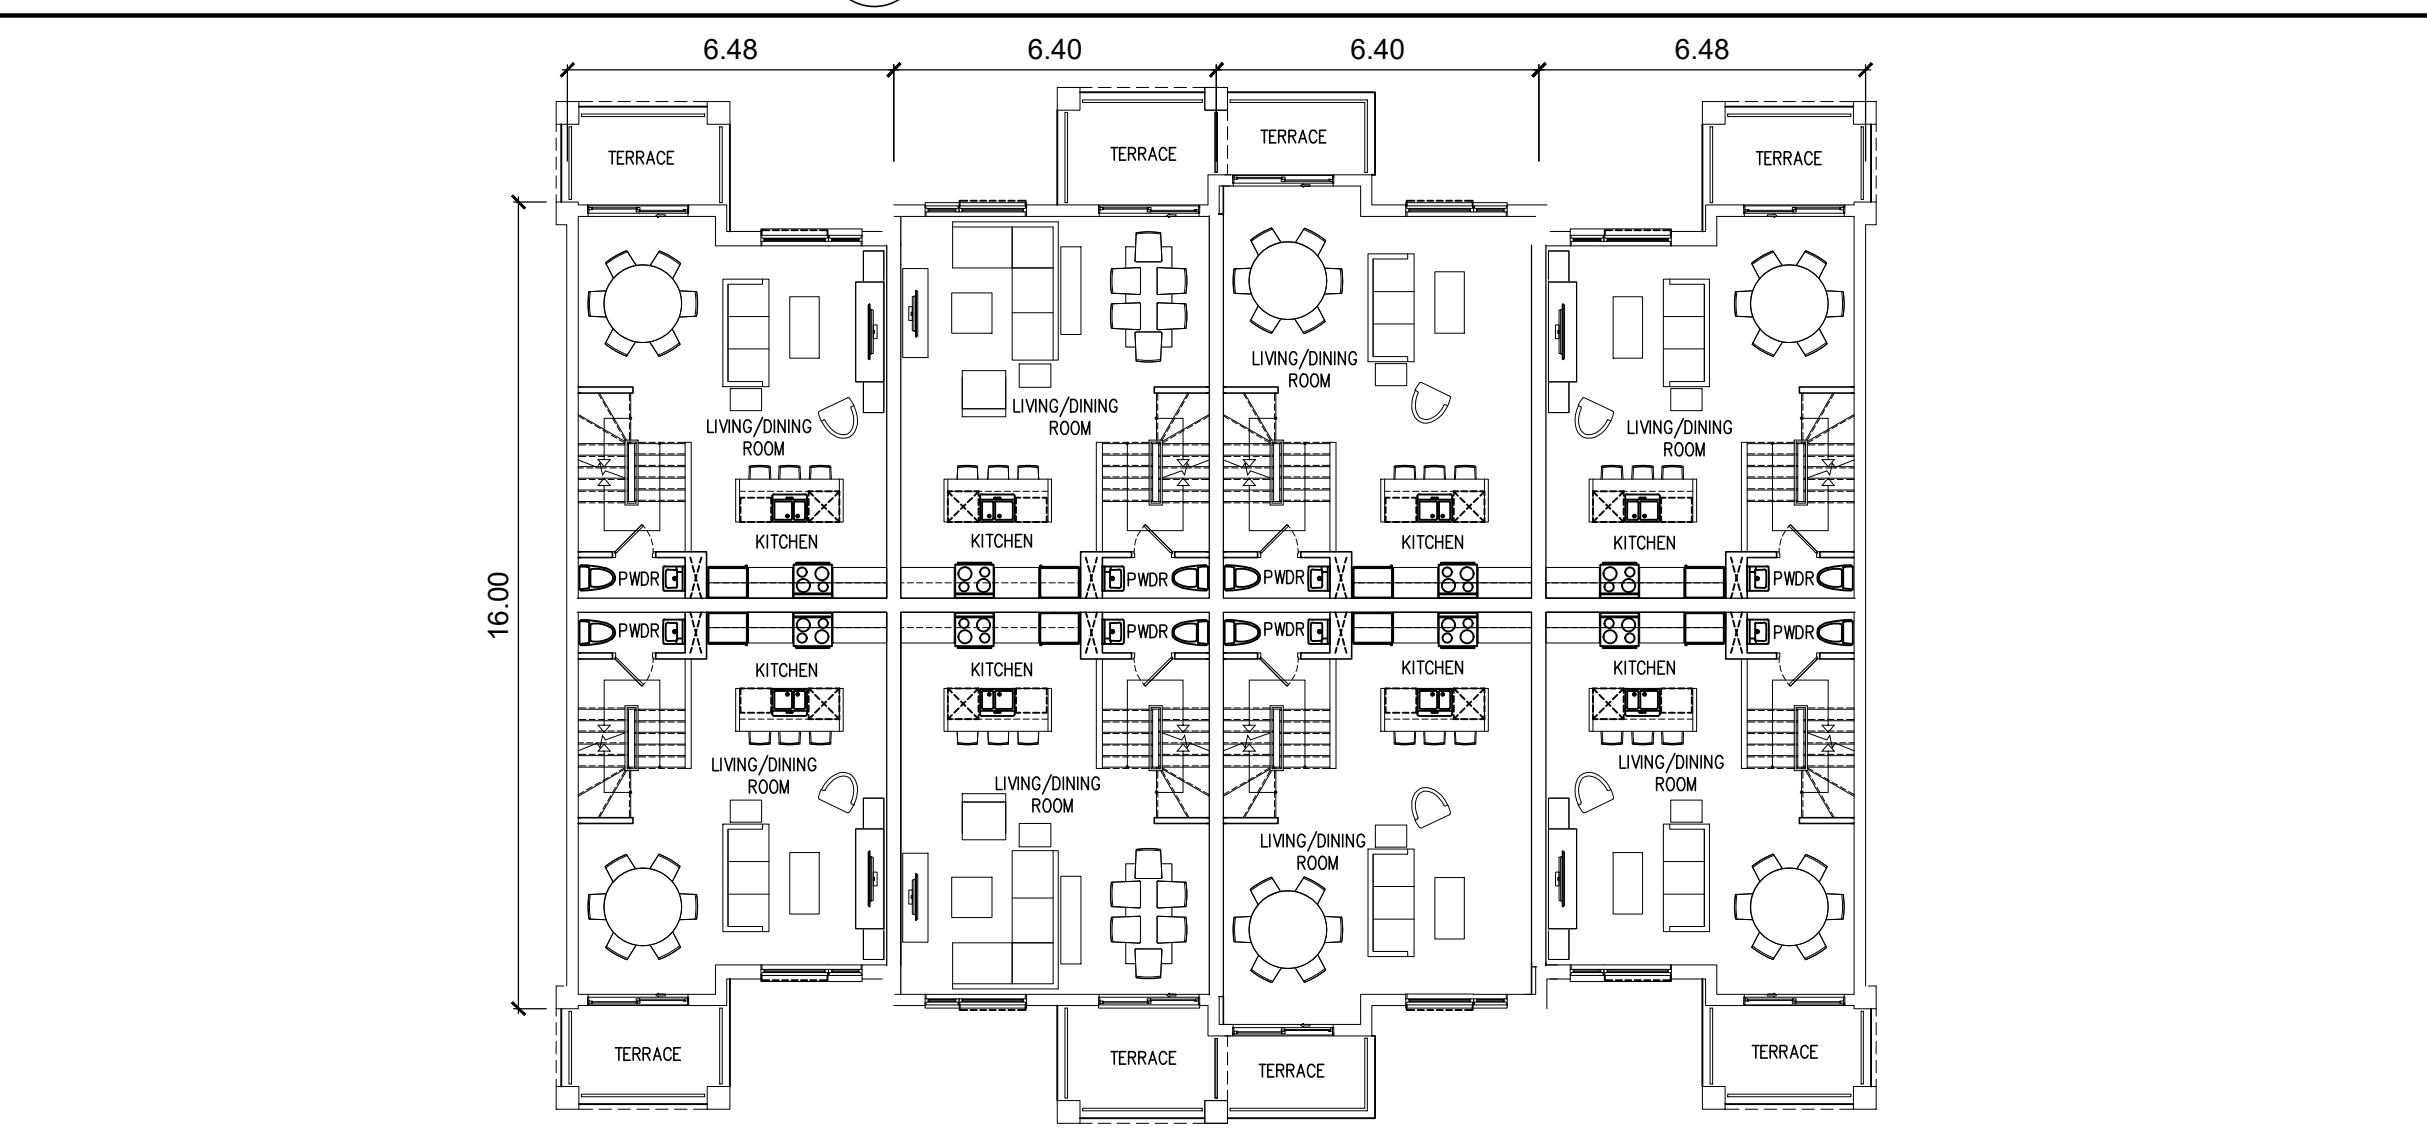 6.48 6.40 6.40 6.48
TERRACE TERRACE TERRACE TERRACE
LIVING/DINING
ROOM
LIVING/DINING
ROOM
LIVING/DINING
ROOM
LIVING/DINING
ROOM
KITCHEN KITCHEN KITCHEN KITCHEN
PWDR PWDR PWDR PWDR
16.00
PWDR PWDR PWDR PWDR
KITCHEN KITCHEN KITCHEN KITCHEN
LIVING/DINING
ROOM
LIVING/DINING
ROOM
LIVING/DINING
ROOM
LIVING/DINING
ROOM
TERRACE TERRACE TERRACE TERRACE